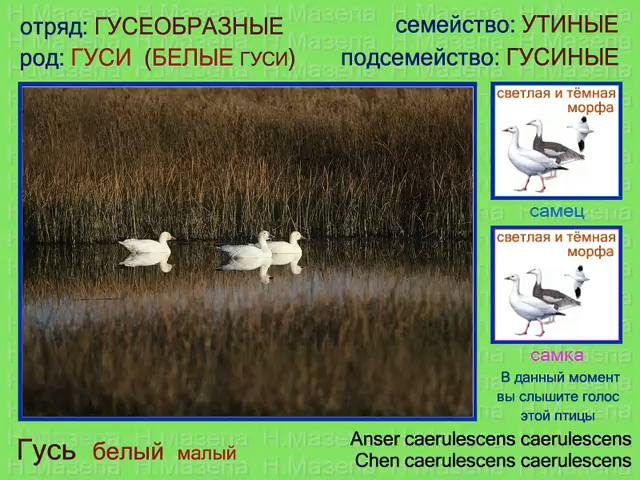 отряд: ГУСЕОБРАЗНЫЕ
семейство: УТИНЫЕ
род: ГУСИ (БЕЛЫЕ ГУСИ)
подсемейство: ГУСИНЫЕ
светлая и тёмная
морфа
самец
светлая и тёмная
морфа
самка
В данный момент
вы слышите голос
этой птицы
Гусь белый малый
Anser caerulescens caerulescens
Chen caerulescens caerulescens
Н.Мазепа